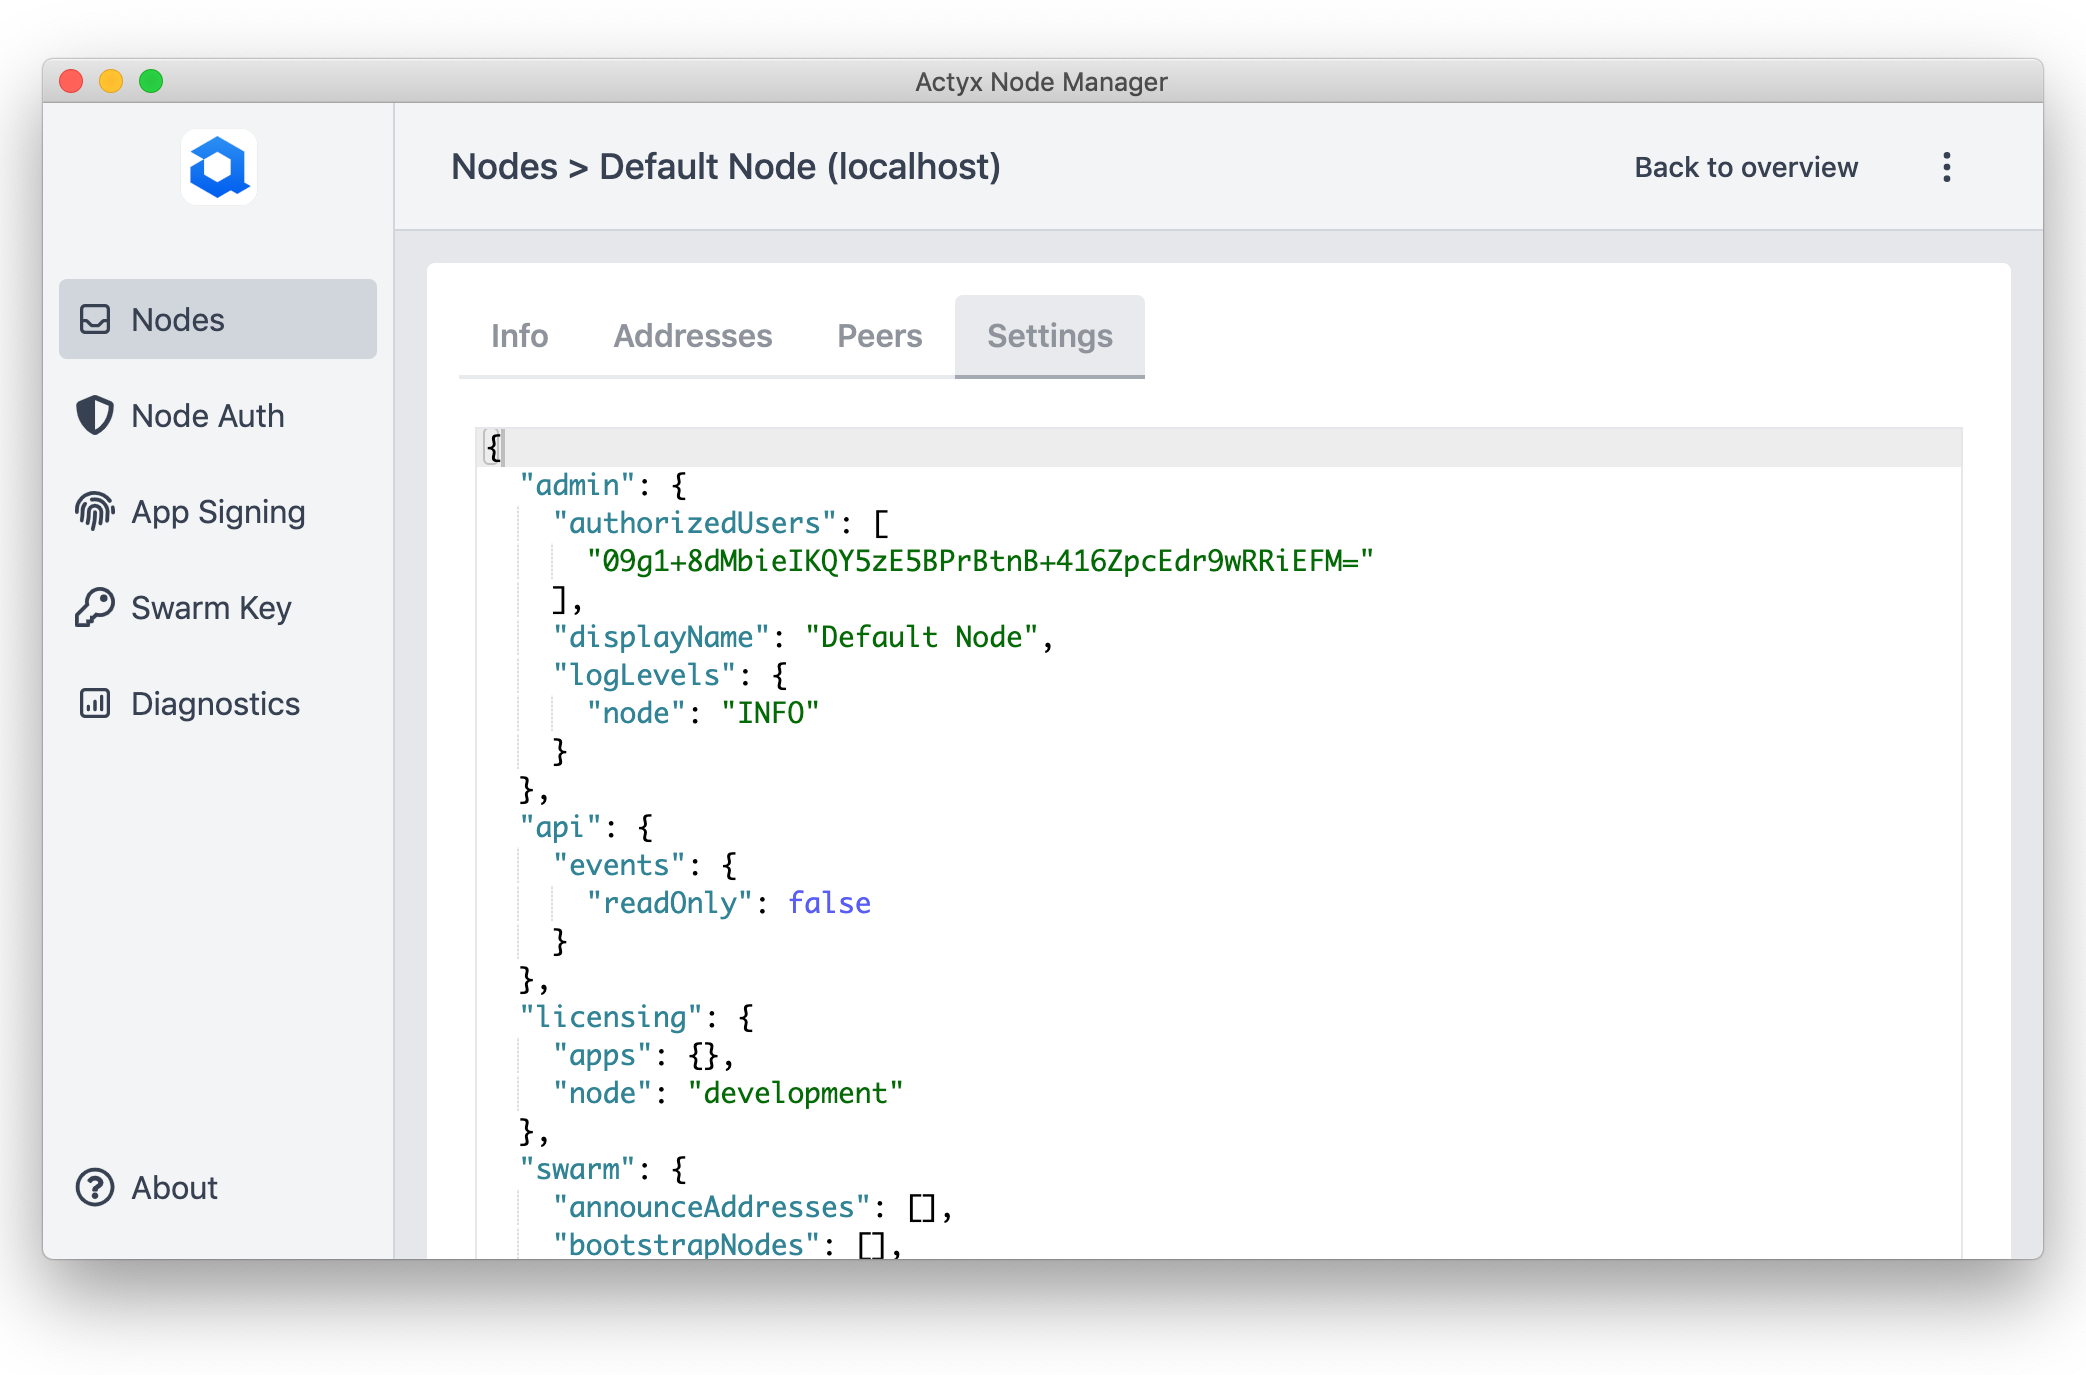 Actyx Node Manager
Nodes > Default Node (localhost)
Back to overview
Nodes
Node Auth
App Signing
Swarm Key
Diagnostics
About
Info Addresses Peers Settings
{
"admin": {
"authorizedUsers": [
"09g1+8dMbieIKQY5zE5BPrBtnB+416ZpcEdr9wRRiEFM="
],
"displayName": "Default Node",
"logLevels": {
"node": "INFO"
}
},
"api": {
"events": {
"readOnly": false
}
},
"licensing": {
"apps": {},
"node": "development"
},
"swarm": {
"announceAddresses": [],
"bootstrapNodes": [],